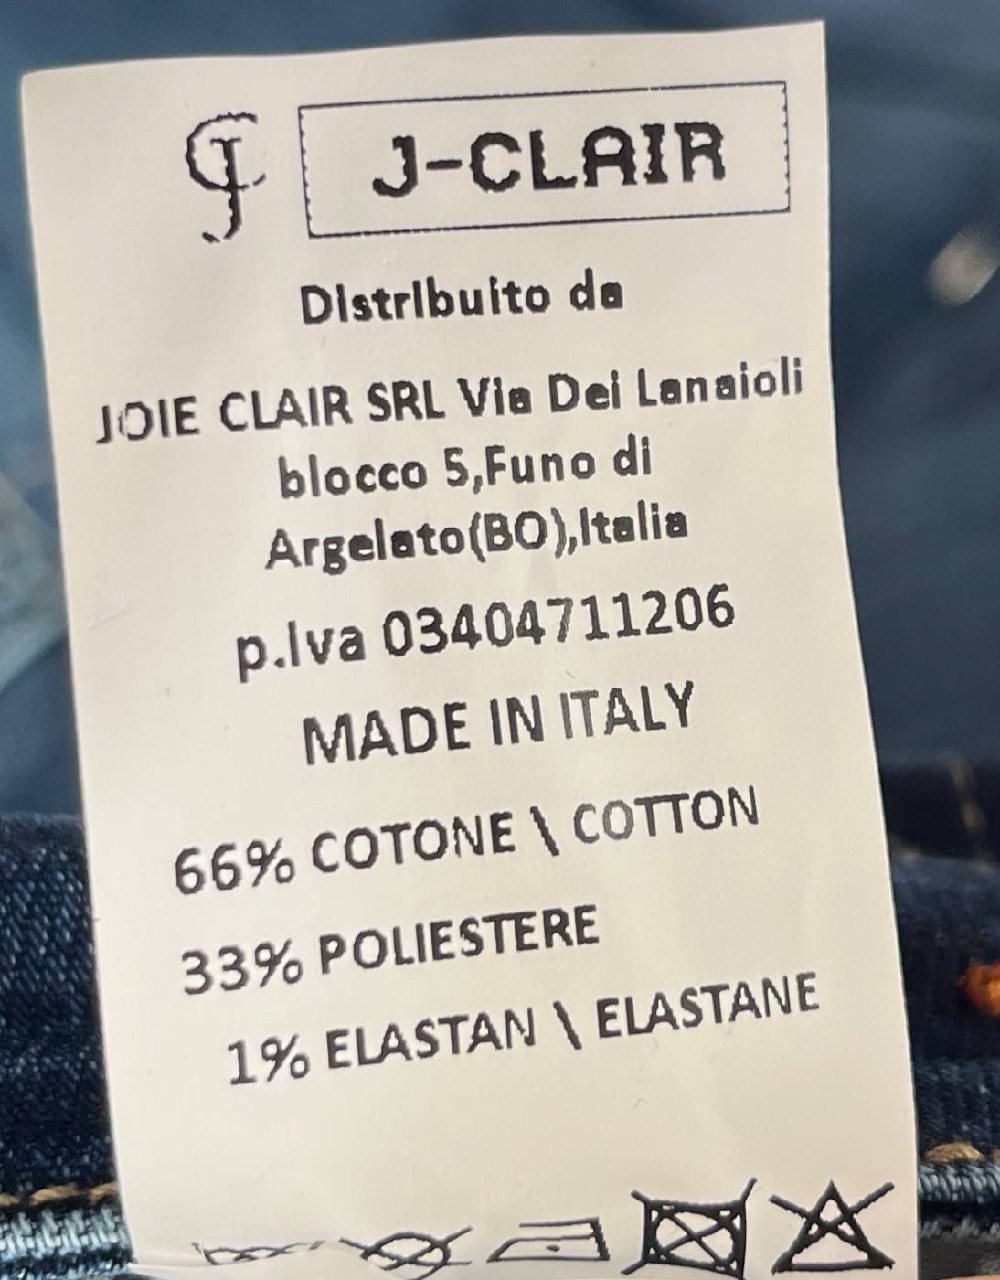 J-CLAIR
Distribuito da
JOIE CLAIR SRL Via Dei Lanaioli
blocco 5,Funo di
Argelato(BO),Italia
p.Iva 03404711206
MADE IN ITALY
66% COTONE \ COTTON
33% POLIESTERE
1% ELASTAN \ ELASTANE